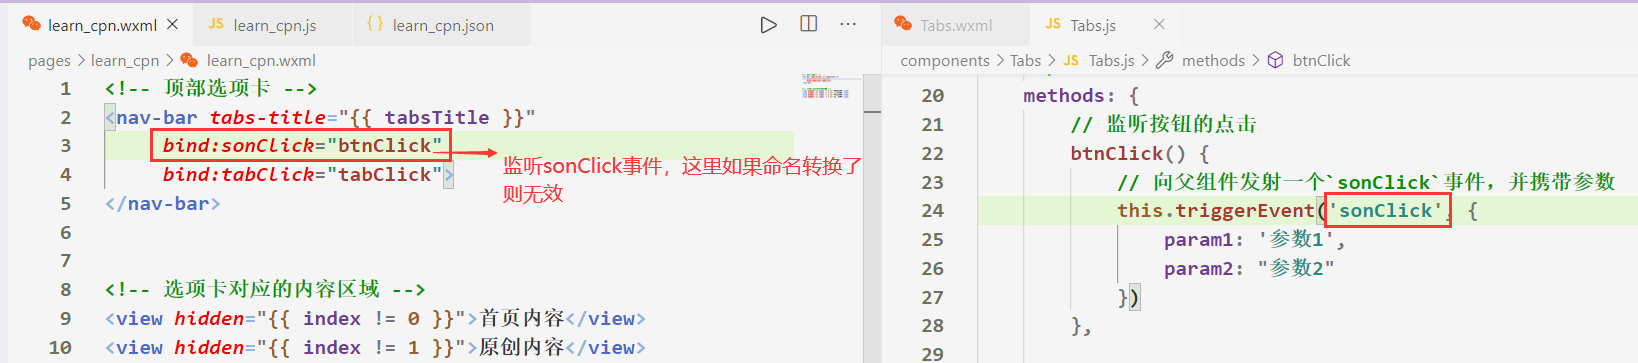 learn_cpn.wxml
JS learn_cpn.js
{} learn_cpn.json
pages > learn_cpn > learn_cpn.wxml
1 <!-- 顶部选项卡 -->
2 <nav-bar tabs-title="{{ tabsTitle }}"
3 bind:sonClick="btnClick"
4 bind:tabClick="tabClick">
5 </nav-bar>
6
7
8 <!-- 选项卡对应的内容区域 -->
9 <view hidden="{{ index != 0 }}">首页内容</view>
10 <view hidden="{{ index != 1 }}">原创内容</view>
监听sonClick事件，这里如果命名转换了
则无效
Tabs.wxml
JS Tabs.js
components > Tabs > JS Tabs.js > methods > btnClick
20 methods: {
21 // 监听按钮的点击
22 btnClick() {
23 // 向父组件发射一个`sonClick`事件，并携带参数
24 this.triggerEvent('sonClick', {
25 param1: '参数1',
26 param2: "参数2"
27 })
28 },
29